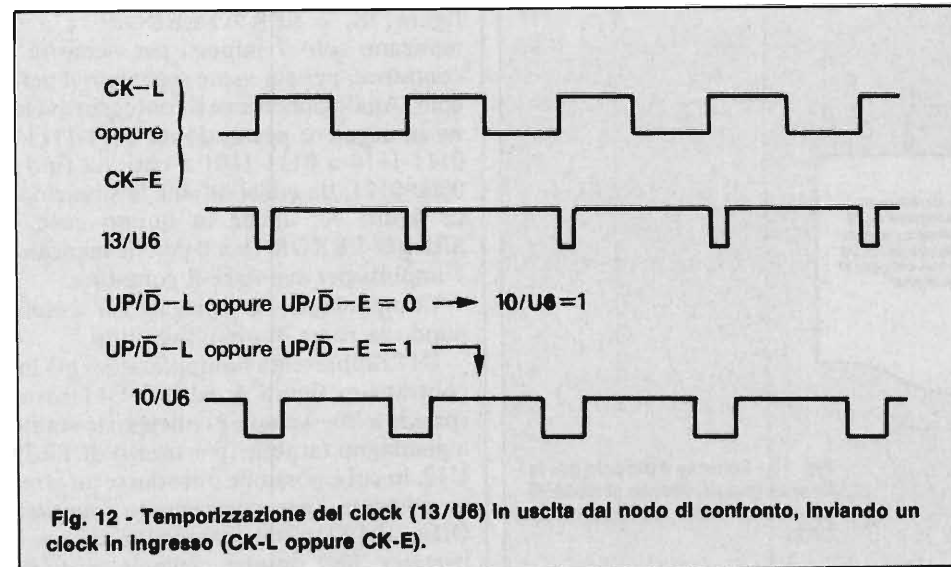 CK-L
oppure
CK-E
13/U6
UP/D̅-L oppure UP/D̅-E = 0 → 10/U6=1
UP/D̅-L oppure UP/D̅-E = 1
10/U6
Fig. 12 - Temporizzazione del clock (13/U6) in uscita dal nodo di confronto, inviando un
clock in ingresso (CK-L oppure CK-E).